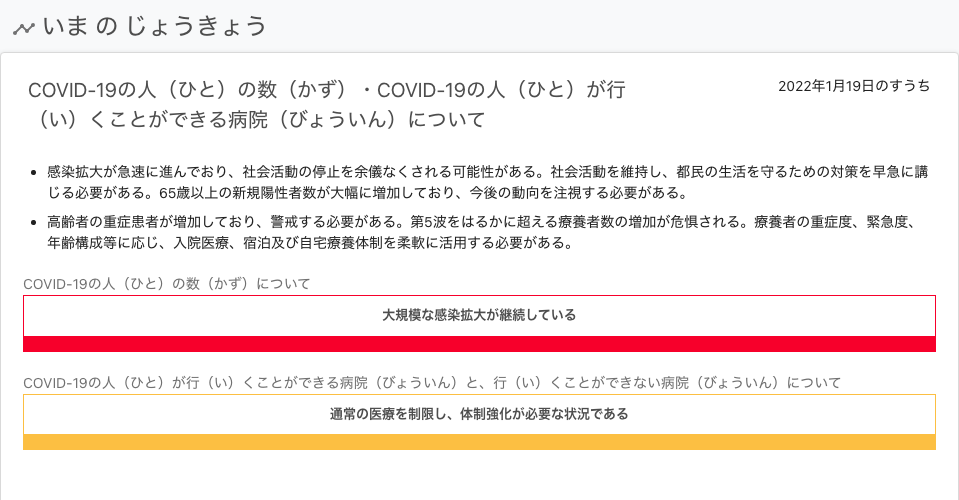 いま の じょうきょう
COVID-19の人（ひと）の数（かず）・COVID-19の人（ひと）が行
（い）くことができる病院（びょういん）について
2022年1月19日のすうち
• 感染拡大が急速に進んでおり、社会活動の停止を余儀なくされる可能性がある。社会活動を維持し、都民の生活を守るための対策を早急に講
じる必要がある。65歳以上の新規陽性者数が大幅に増加しており、今後の動向を注視する必要がある。
• 高齢者の重症患者が増加しており、警戒する必要がある。第5波をはるかに超える療養者数の増加が危惧される。療養者の重症度、緊急度、
年齢構成等に応じ、入院医療、宿泊及び自宅療養体制を柔軟に活用する必要がある。
COVID-19の人（ひと）の数（かず）について
大規模な感染拡大が継続している
COVID-19の人（ひと）が行（い）くことができる病院（びょういん）と、行（い）くことができない病院（びょういん）について
通常の医療を制限し、体制強化が必要な状況である